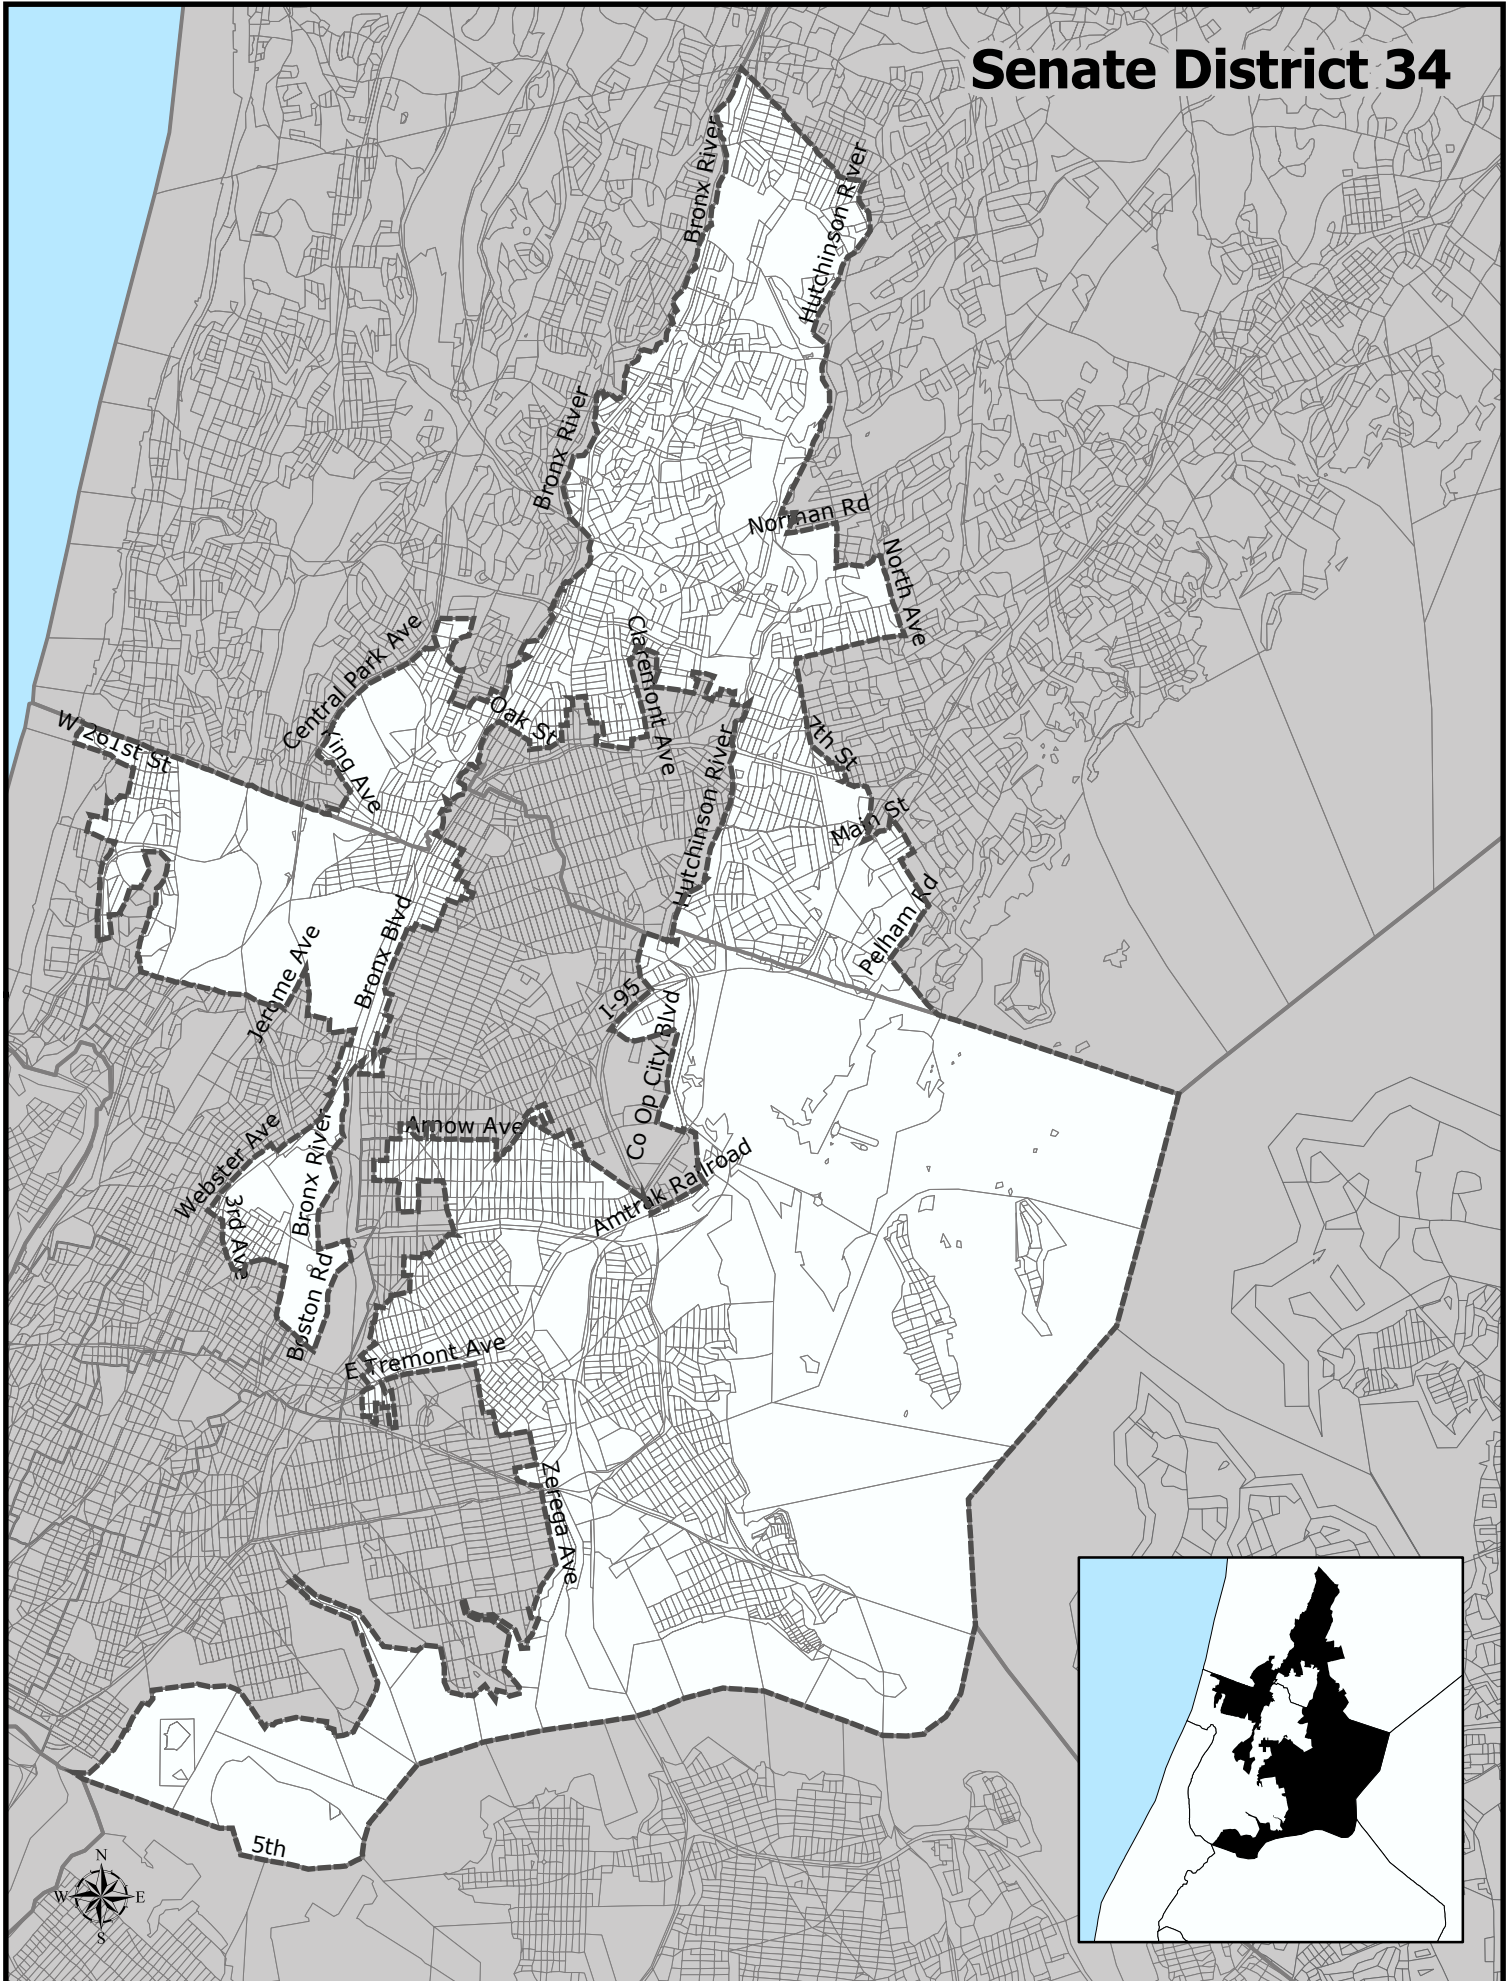 Senate District 34
Bronx River
Hutchinson River
Bronx River
Norman Rd
North Ave
Central Park Ave
Claremont Ave
Oak St
W 261st St
King Ave
7th St
Hutchinson River
Main St
Pelham Rd
Bronx Blvd
Jerome Ave
I-95
Co Op City Blvd
Arnow Ave
Webster Ave
Bronx River
Amtrak Railroad
3rd Ave
Boston Rd
E Tremont Ave
Zerega Ave
5th
N
W
E
S